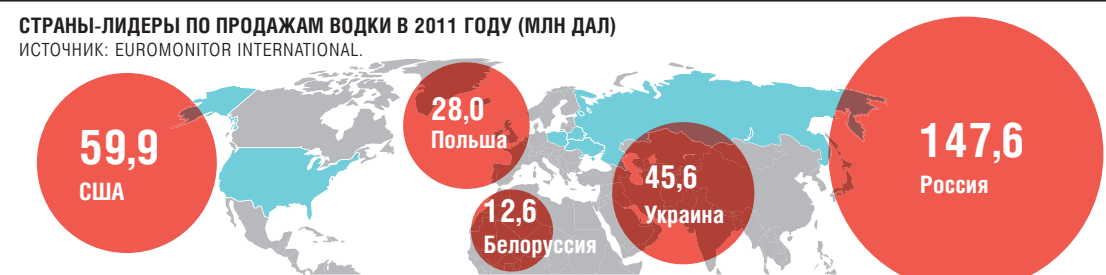 СТРАНЫ-ЛИДЕРЫ ПО ПРОДАЖАМ ВОДКИ В 2011 ГОДУ (МЛН ДАЛ)
ИСТОЧНИК: EUROMONITOR INTERNATIONAL.
59,9
США
28,0
Польша
12,6
Белоруссия
45,6
Украина
147,6
Россия